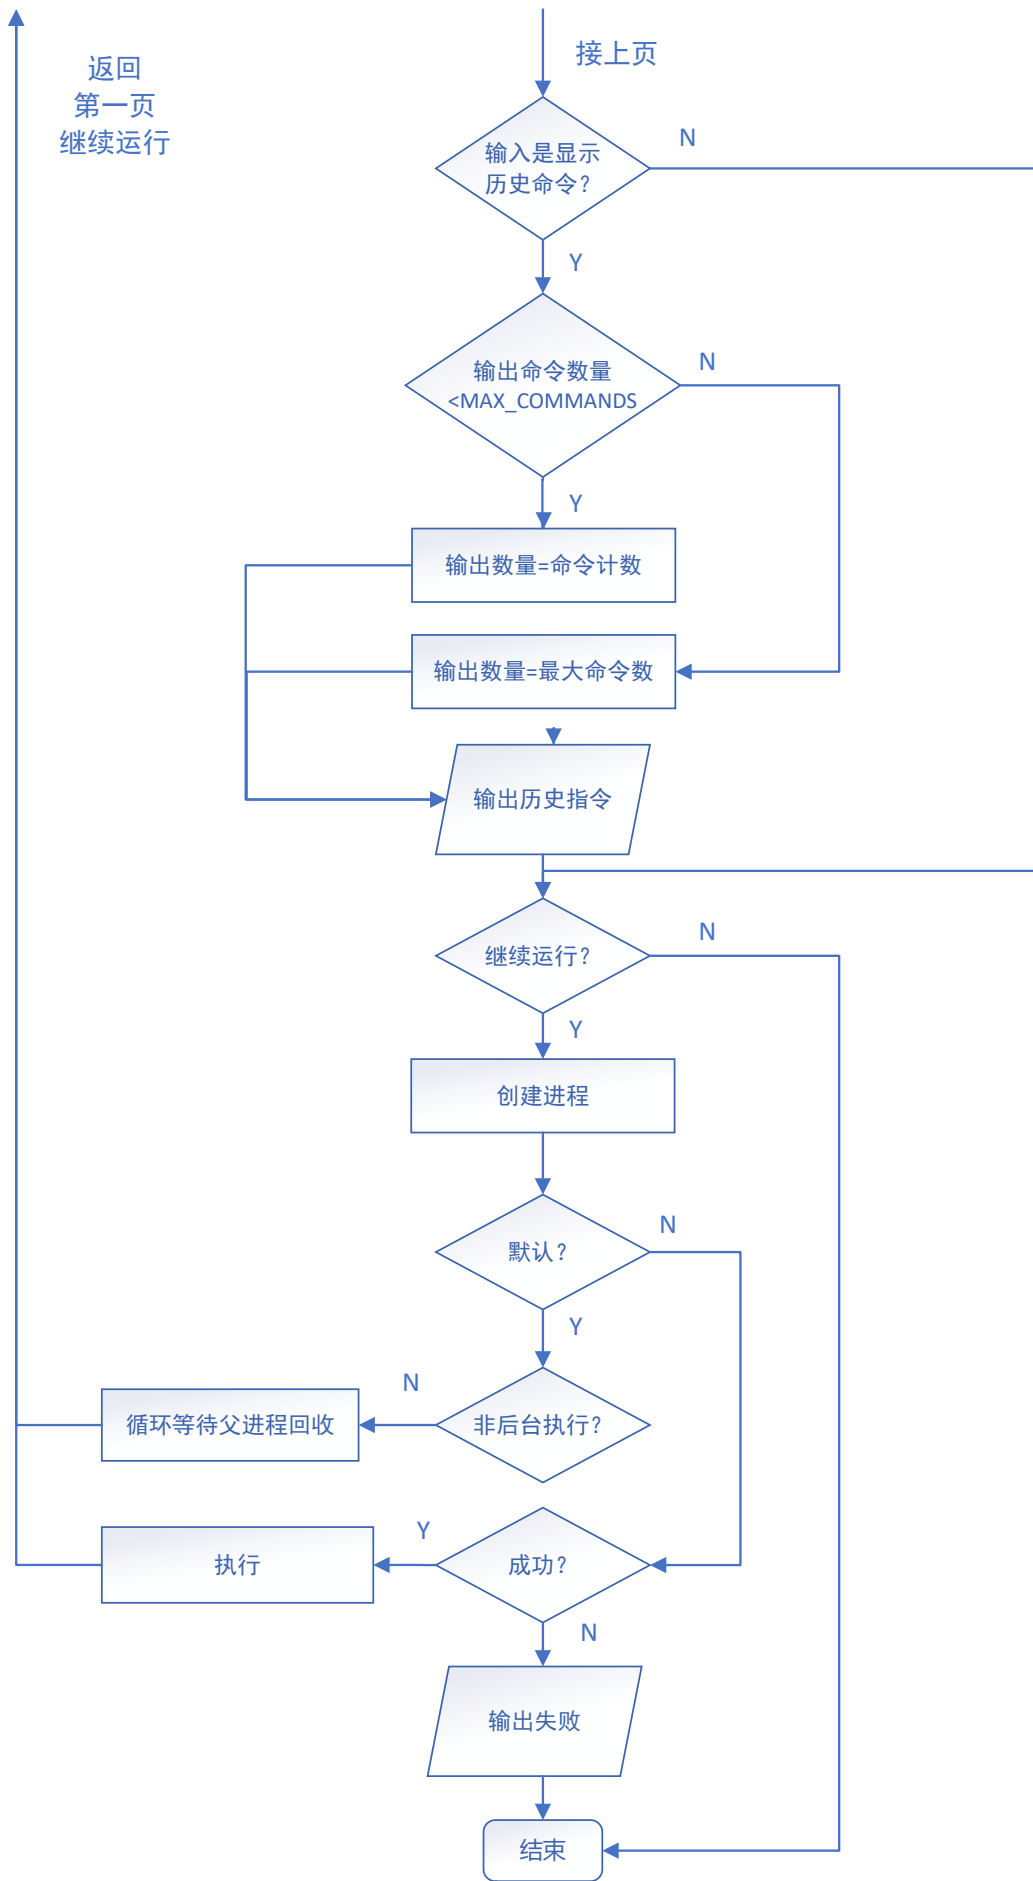 接上页
返回
第一页
继续运行
输入是显示
历史命令？
N
Y
输出命令数量
<MAX_COMMANDS
N
Y
输出数量=命令计数
输出数量=最大命令数
输出历史指令
继续运行？
N
Y
创建进程
默认？
N
Y
非后台执行？
N
循环等待父进程回收
成功？
Y
执行
N
输出失败
结束